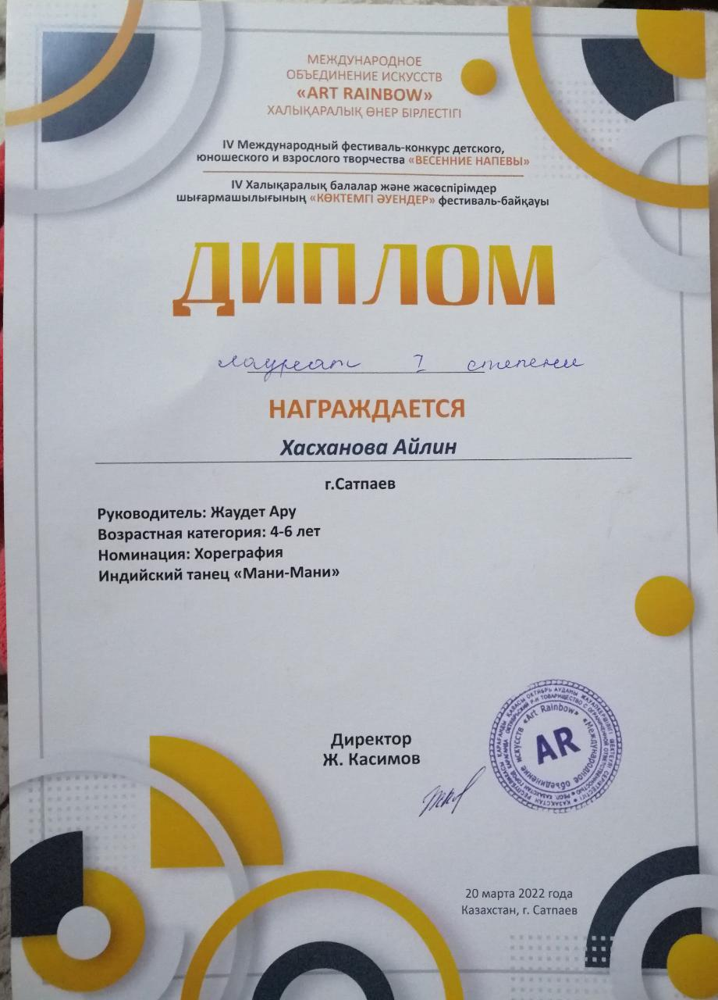 МЕЖДУНАРОДНОЕ
ОБЪЕДИНЕНИЕ ИСКУССТВ
«ART RAINBOW»
ХАЛЫҚАРАЛЫҚ ӨНЕР БІРЛЕСТІГІ
IV Международный фестиваль-конкурс детского,
юношеского и взрослого творчества «ВЕСЕННИЕ НАПЕВЫ»
IV Халықаралық балалар және жасөспірімдер
шығармашылығының «КӨКТЕМГІ ӘУЕНДЕР» фестиваль-байқауы
ДИПЛОМ
лауреат I степени
НАГРАЖДАЕТСЯ
Хасханова Айлин
г.Сатпаев
Руководитель: Жаудет Ару
Возрастная категория: 4-6 лет
Номинация: Хореграфия
Индийский танец «Мани-Мани»
Директор
Ж. Касимов
«Международное объединение искусств «Art Rainbow»
AR
20 марта 2022 года
Казахстан, г. Сатпаев